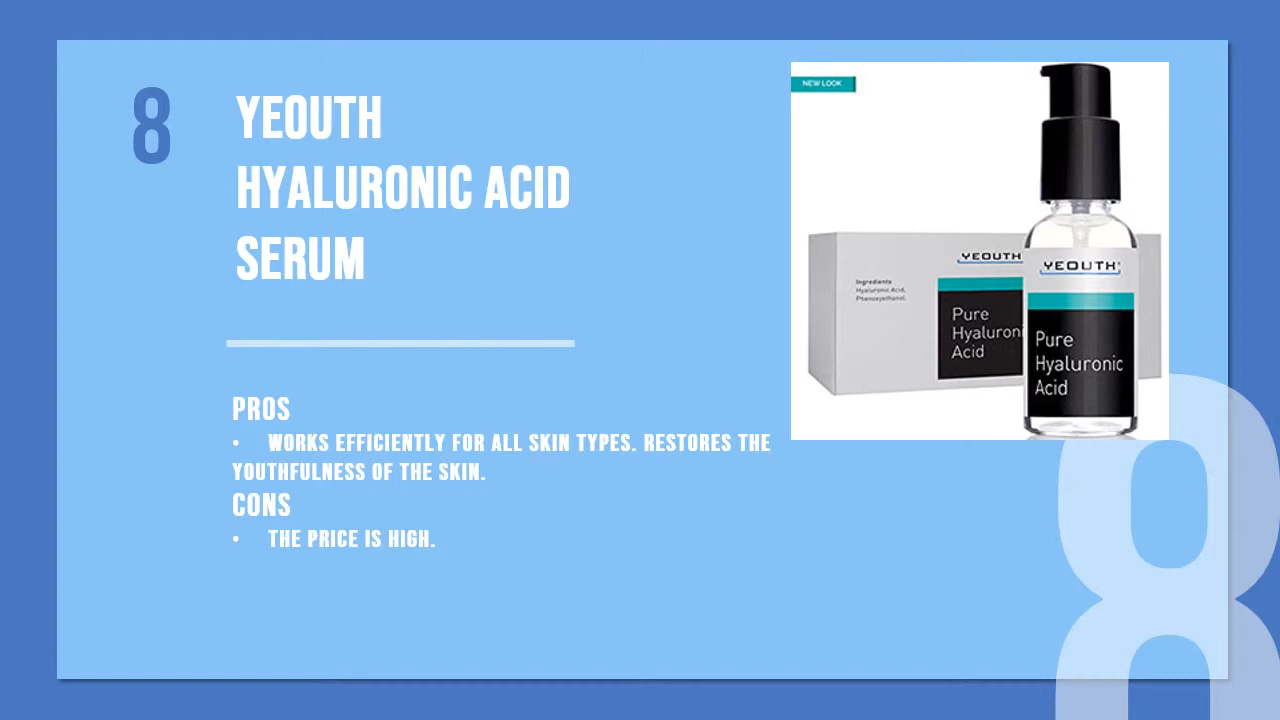 8
YEOUTH
HYALURONIC ACID
SERUM
PROS
• WORKS EFFICIENTLY FOR ALL SKIN TYPES. RESTORES THE
YOUTHFULNESS OF THE SKIN.
CONS
• THE PRICE IS HIGH.
NEW LOOK
YEOUTH
Ingredients
Hyaluronic Acid,
Phenoxyethanol.
Pure
Hyaluroni
Acid
YEOUTH
Pure
Hyaluronic
Acid
8